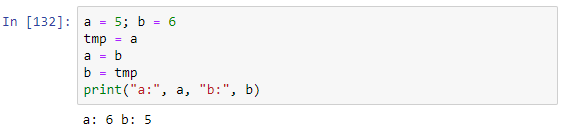 In [132]: a = 5; b = 6
tmp = a
a = b
b = tmp
print("a:", a, "b:", b)
a: 6 b: 5